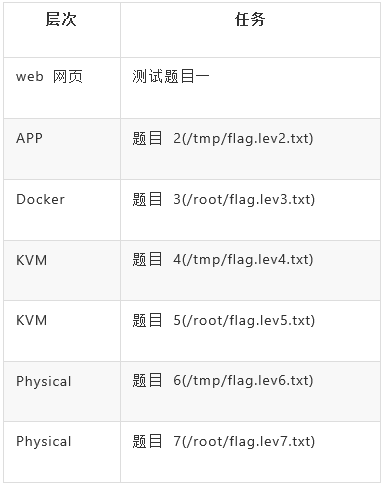 层次 任务
web 网页 测试题目一
APP 题目 2(/tmp/flag.lev2.txt)
Docker 题目 3(/root/flag.lev3.txt)
KVM 题目 4(/tmp/flag.lev4.txt)
KVM 题目 5(/root/flag.lev5.txt)
Physical 题目 6(/tmp/flag.lev6.txt)
Physical 题目 7(/root/flag.lev7.txt)